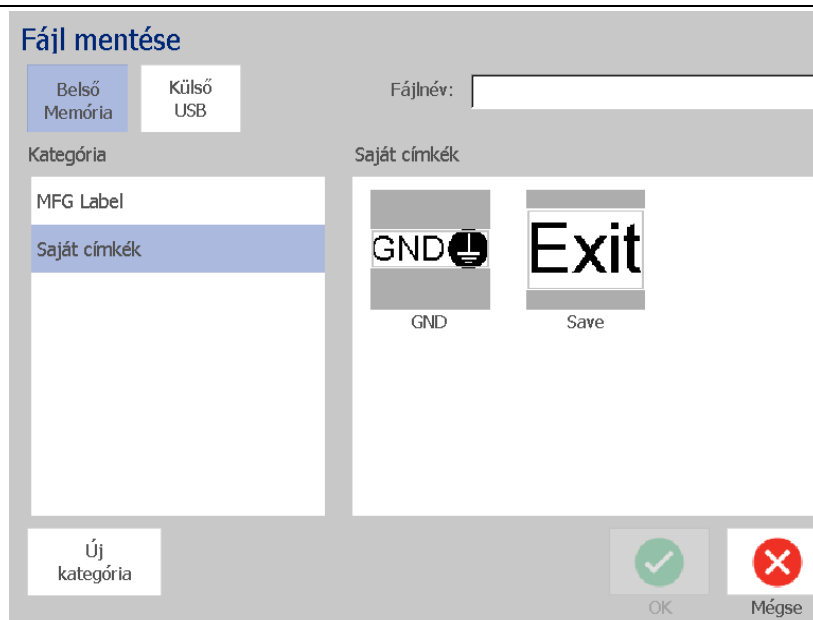 Fájl mentése
Belső
Memória
Külső
USB
Fájlnév:
Kategória
Saját címkék
MFG Label
Saját címkék
GND
Exit
GND
Save
Új
kategória
OK
Mégse